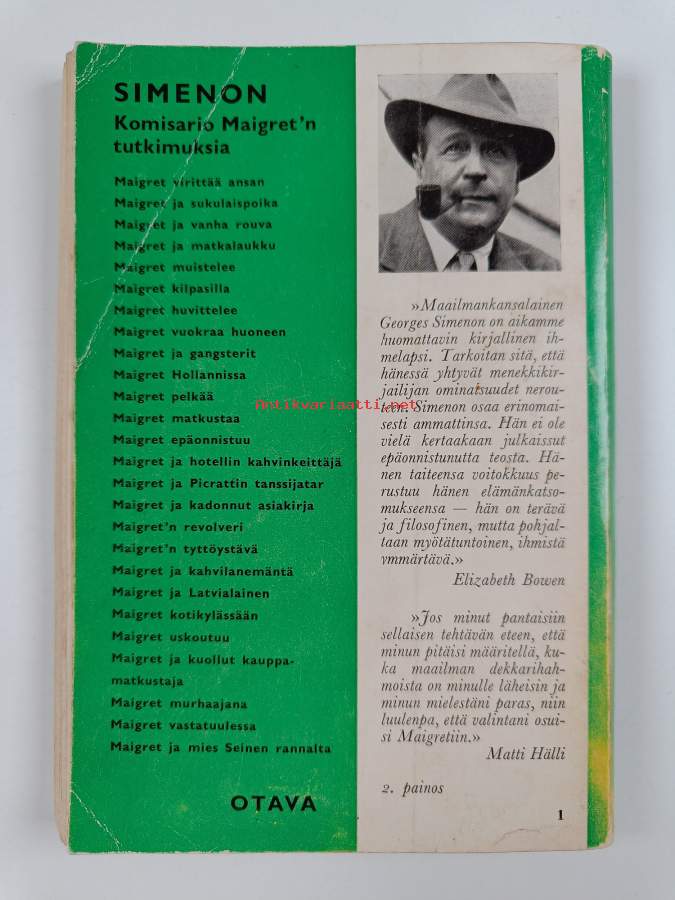 SIMENON
Komisario Maigret'n
tutkimuksia
Maigret virittää ansan
Maigret ja sukulaispoika
Maigret ja vanha rouva
Maigret ja matkalaukku
Maigret muistelee
Maigret kilpasilla
Maigret huvittelee
Maigret vuokraa huoneen
Maigret ja gangsterit
Maigret Hollannissa
Maigret pelkää
Maigret matkustaa
Maigret epäonnistuu
Maigret ja hotellin kahvinkeittäjä
Maigret ja Picrattin tanssijatar
Maigret ja kadonnut asiakirja
Maigret'n revolveri
Maigret'n tyttöystävä
Maigret ja kahvilanemäntä
Maigret ja Latvialainen
Maigret kotikylässään
Maigret uskoutuu
Maigret ja kuollut kauppa-
matkustaja
Maigret murhaajana
Maigret vastatuulessa
Maigret ja mies Seinen rannalta
OTAVA
»Maailmankansalainen
Georges Simenon on aikamme
huomattavin kirjallinen ih-
melapsi. Tarkoitan sitä, että
hänessä yhtyvät menekkikir-
jailijan ominaisuudet nerou-
teen. Simenon osaa erinomai-
sesti ammattinsa. Hän ei ole
vielä kertaakaan julkaissut
epäonnistunutta teosta. Hä-
nen taiteensa voitokkuus pe-
rustuu hänen elämänkatso-
mukseensa — hän on terävä
ja filosofinen, mutta pohjal-
taan myötätuntoinen, ihmistä
ymmärtävä.»
Elizabeth Bowen
»Jos minut pantaisiin
sellaisen tehtävän eteen, että
minun pitäisi määritellä, ku-
ka maailman dekkarihah-
moista on minulle läheisin ja
minun mielestäni paras, niin
luulenpa, että valintani osui-
si Maigretiin.»
Matti Hälli
2. painos
1
Antikvariaatti.net